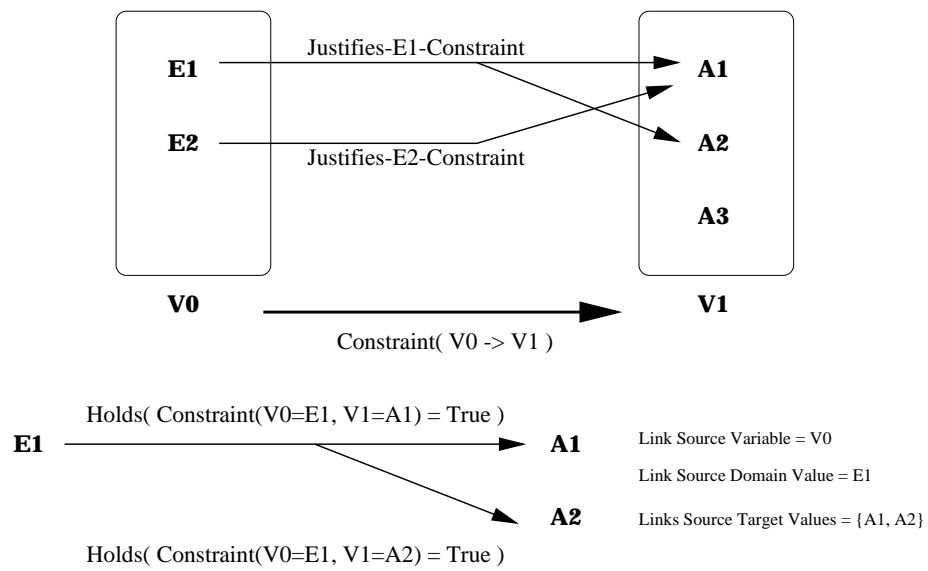 Justifies-E1-Constraint
E1
A1
E2
A2
Justifies-E2-Constraint
A3
V0
V1
Constraint( V0 -> V1 )
Holds( Constraint(V0=E1, V1=A1) = True )
E1
A1
Link Source Variable = V0
Link Source Domain Value = E1
A2
Links Source Target Values = {A1, A2}
Holds( Constraint(V0=E1, V1=A2) = True )